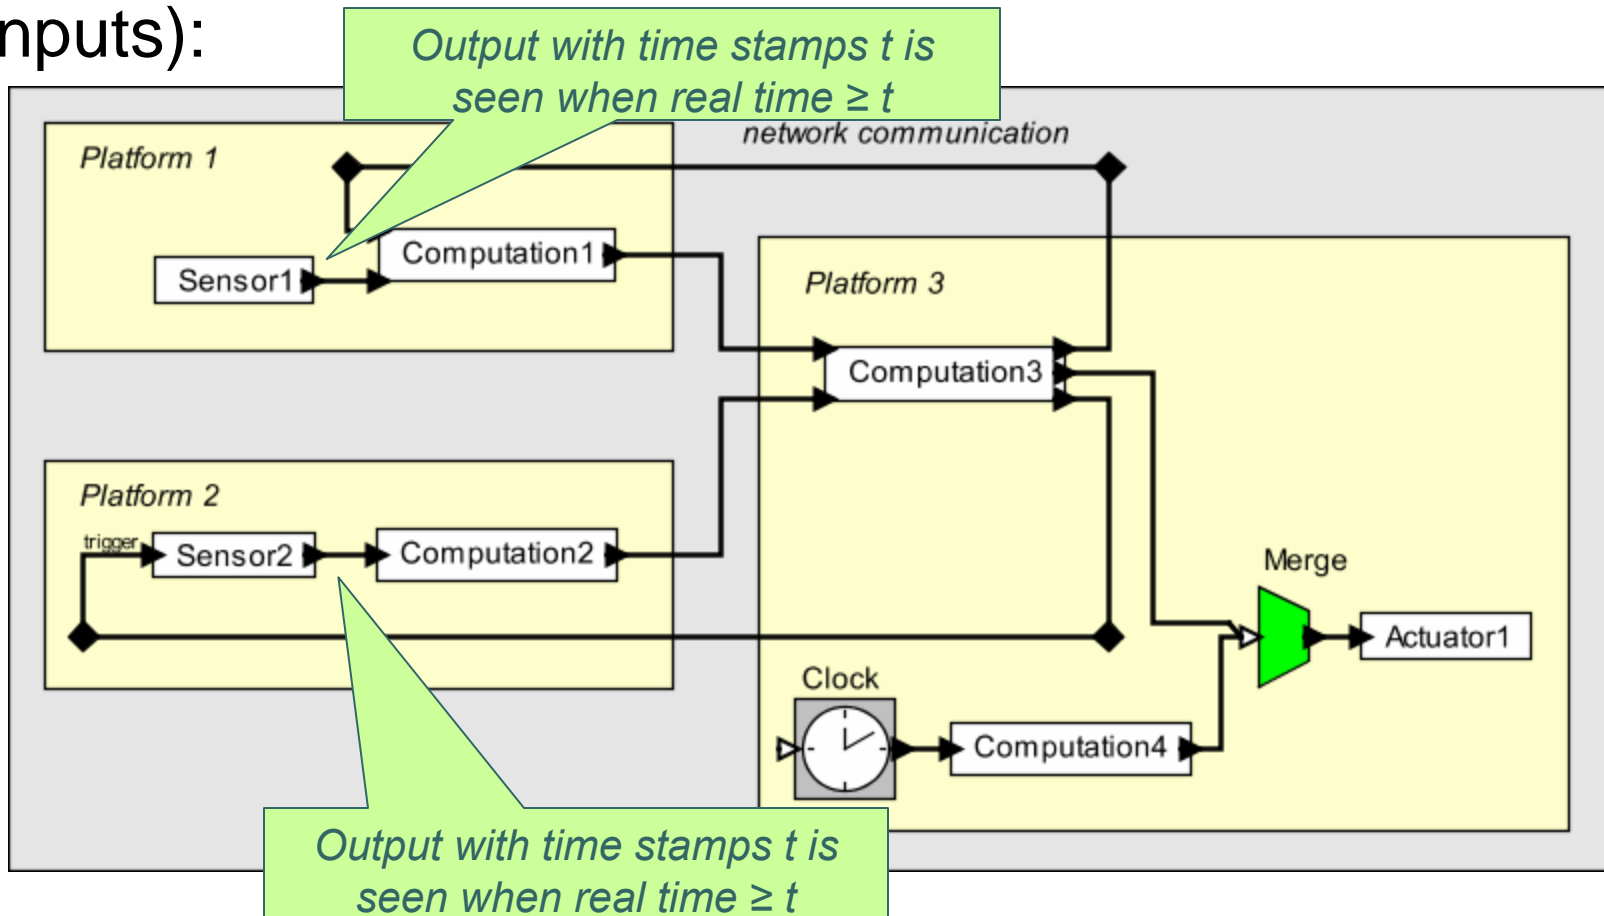 nputs):
Output with time stamps t is
seen when real time ≥ t
network communication
Platform 1
Computation1
Sensor1
Platform 3
Computation3
Platform 2
trigger
Sensor2
Computation2
Merge
Actuator1
Clock
Computation4
Output with time stamps t is
seen when real time ≥ t